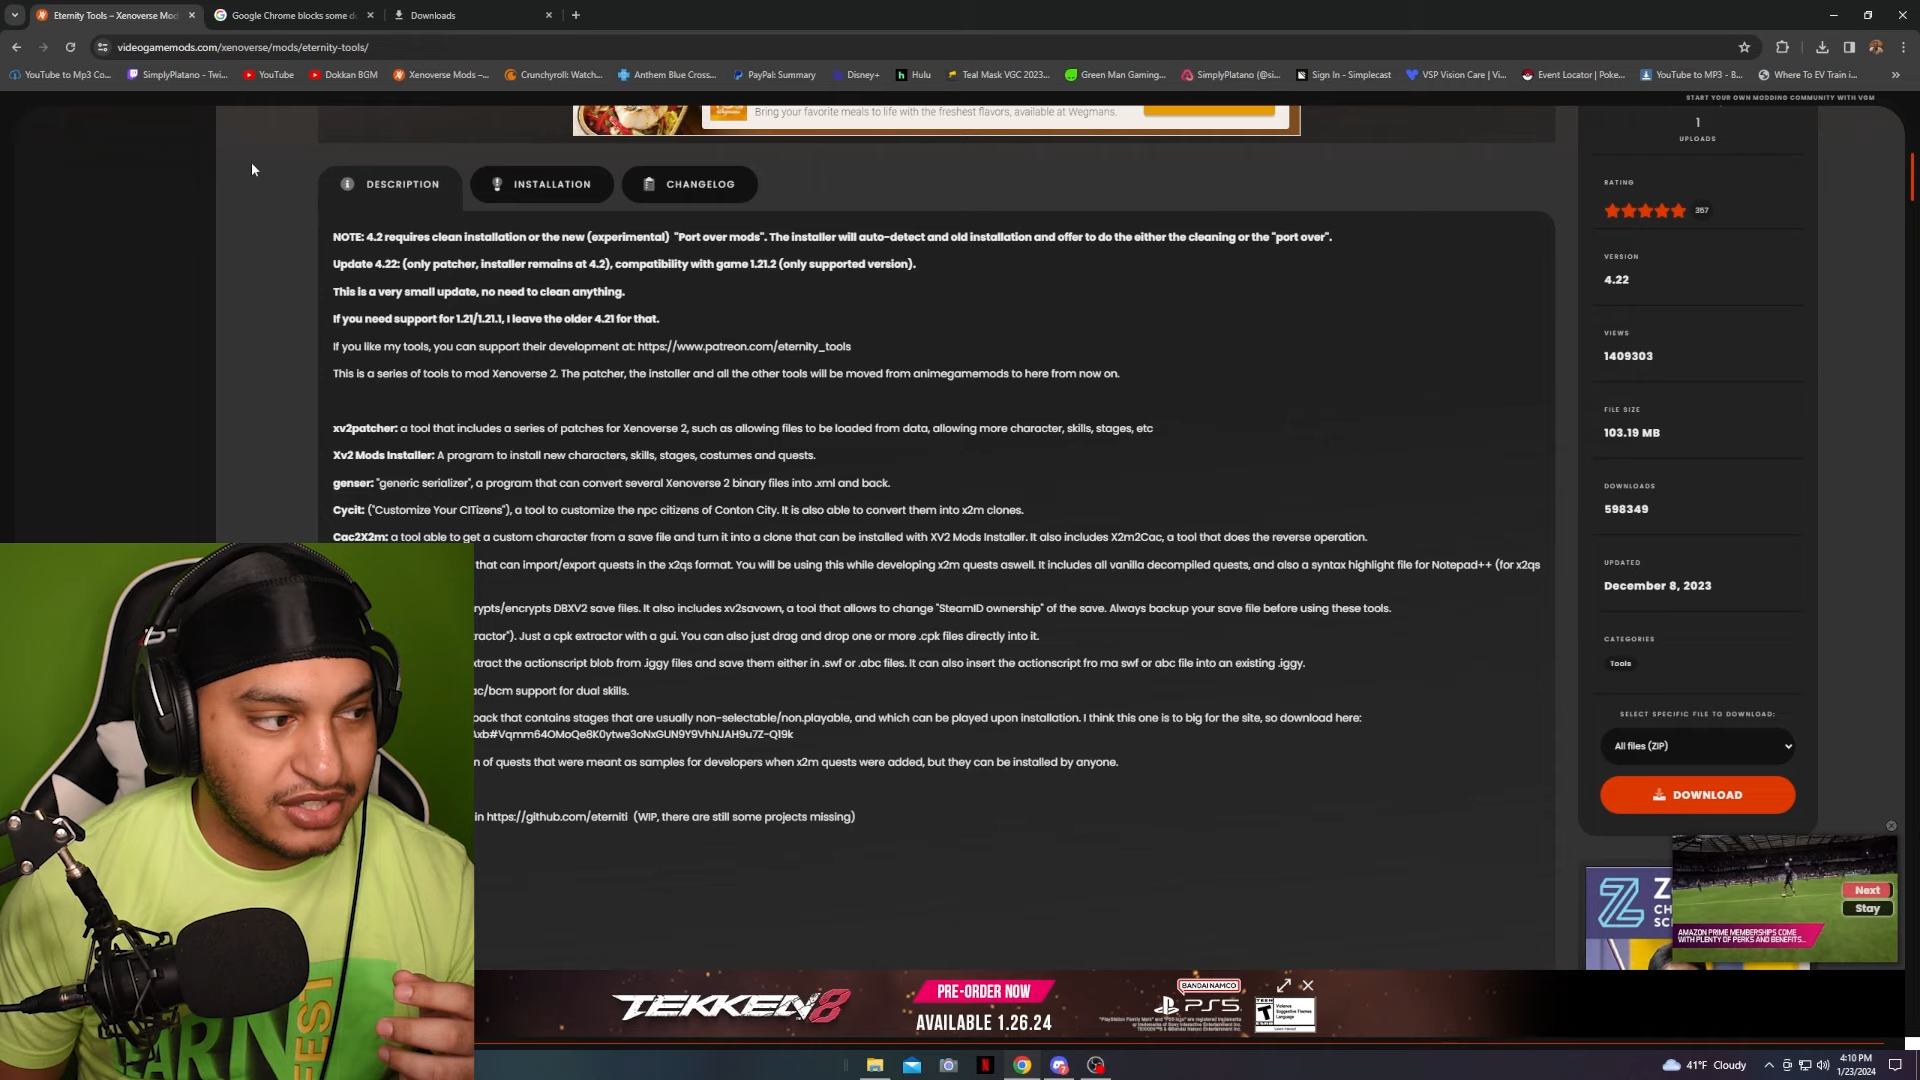 Eternity Tools – Xenoverse Mod
Google Chrome blocks some d
Downloads
videogamemods.com/xenoverse/mods/eternity-tools/
YouTube to Mp3 Co...
SimplyPlatano - Twi...
YouTube
Dokkan BGM
Xenoverse Mods –...
Crunchyroll: Watch...
Anthem Blue Cross...
PayPal: Summary
Disney+
Hulu
Teal Mask VGC 2023...
Green Man Gaming...
SimplyPlatano (@si...
Sign In - Simplecast
VSP Vision Care | Vi...
Event Locator | Poke...
YouTube to MP3 - B...
Where To EV Train i...
START YOUR OWN MODDING COMMUNITY WITH VGM
Bring your favorite meals to life with the freshest flavors, available at Wegmans.
1
UPLOADS
DESCRIPTION
INSTALLATION
CHANGELOG
NOTE: 4.2 requires clean installation or the new (experimental) "Port over mods". The installer will auto-detect and old installation and offer to do the either the cleaning or the "port over".
Update 4.22: (only patcher, installer remains at 4.2), compatibility with game 1.21.2 (only supported version).
This is a very small update, no need to clean anything.
If you need support for 1.21/1.21.1, I leave the older 4.21 for that.
If you like my tools, you can support their development at: https://www.patreon.com/eternity_tools
This is a series of tools to mod Xenoverse 2. The patcher, the installer and all the other tools will be moved from animegamemods to here from now on.
xv2patcher: a tool that includes a series of patches for Xenoverse 2, such as allowing files to be loaded from data, allowing more character, skills, stages, etc
Xv2 Mods Installer: A program to install new characters, skills, stages, costumes and quests.
genser: "generic serializer", a program that can convert several Xenoverse 2 binary files into .xml and back.
Cycit: ("Customize Your CITizens"), a tool to customize the npc citizens of Conton City. It is also able to convert them into x2m clones.
Cac2X2m: a tool able to get a custom character from a save file and turn it into a clone that can be installed with XV2 Mods Installer. It also includes X2m2Cac, a tool that does the reverse operation.
that can import/export quests in the x2qs format. You will be using this while developing x2m quests aswell. It includes all vanilla decompiled quests, and also a syntax highlight file for Notepad++ (for x2qs
rypts/encrypts DBXV2 save files. It also includes xv2savown, a tool that allows to change "SteamID ownership" of the save. Always backup your save file before using these tools.
ractor"). Just a cpk extractor with a gui. You can also just drag and drop one or more .cpk files directly into it.
xtract the actionscript blob from .iggy files and save them either in .swf or .abc files. It can also insert the actionscript fro ma swf or abc file into an existing .iggy.
ac/bcm support for dual skills.
pack that contains stages that are usually non-selectable/non.playable, and which can be played upon installation. I think this one is to big for the site, so download here:
Axb#Vqmm64OMoQe8K0ytwe3oNxGUN9Y9VhNJAH9u7Z-Q19k
n of quests that were meant as samples for developers when x2m quests were added, but they can be installed by anyone.
in https://github.com/eterniti (WIP, there are still some projects missing)
RATING
357
VERSION
4.22
VIEWS
1409303
FILE SIZE
103.19 MB
DOWNLOADS
598349
UPDATED
December 8, 2023
CATEGORIES
Tools
SELECT SPECIFIC FILE TO DOWNLOAD:
All files (ZIP)
DOWNLOAD
Z
CH
SC
Next
Stay
AMAZON PRIME MEMBERSHIPS COME
WITH PLENTY OF PERKS AND BENEFITS...
TEKKEN 8
PRE-ORDER NOW
AVAILABLE 1.26.24
BANDAI NAMCO
PS5
TEEN
41°F Cloudy
4:10 PM
1/23/2024